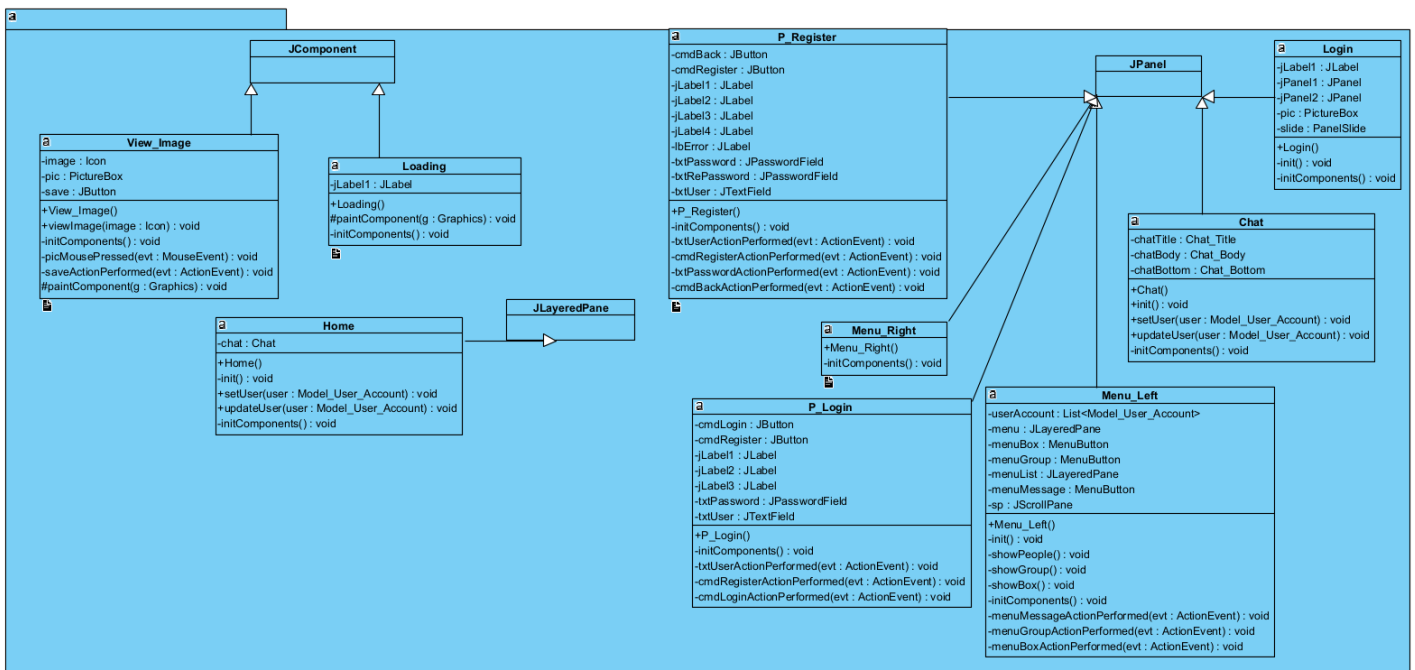 a
JComponent
a
View_Image
-image : Icon
-pic : PictureBox
-save : JButton
+View_Image()
+viewImage(image : Icon) : void
-initComponents() : void
-picMousePressed(evt : MouseEvent) : void
-saveActionPerformed(evt : ActionEvent) : void
#paintComponent(g : Graphics) : void
a
Loading
-jLabel1 : JLabel
+Loading()
#paintComponent(g : Graphics) : void
-initComponents() : void
a
Home
-chat : Chat
+Home()
-init() : void
+setUser(user : Model_User_Account) : void
+updateUser(user : Model_User_Account) : void
-initComponents() : void
JLayeredPane
a
P_Register
-cmdBack : JButton
-cmdRegister : JButton
-jLabel1 : JLabel
-jLabel2 : JLabel
-jLabel3 : JLabel
-jLabel4 : JLabel
-lbError : JLabel
-txtPassword : JPasswordField
-txtRePassword : JPasswordField
-txtUser : JTextField
+P_Register()
-initComponents() : void
-txtUserActionPerformed(evt : ActionEvent) : void
-cmdRegisterActionPerformed(evt : ActionEvent) : void
-txtPasswordActionPerformed(evt : ActionEvent) : void
-cmdBackActionPerformed(evt : ActionEvent) : void
JPanel
a
Login
-jLabel1 : JLabel
-jPanel1 : JPanel
-jPanel2 : JPanel
-pic : PictureBox
-slide : PanelSlide
+Login()
-init() : void
-initComponents() : void
a
Chat
-chatTitle : Chat_Title
-chatBody : Chat_Body
-chatBottom : Chat_Bottom
+Chat()
+init() : void
+setUser(user : Model_User_Account) : void
+updateUser(user : Model_User_Account) : void
-initComponents() : void
a
Menu_Right
+Menu_Right()
-initComponents() : void
a
P_Login
-cmdLogin : JButton
-cmdRegister : JButton
-jLabel1 : JLabel
-jLabel2 : JLabel
-jLabel3 : JLabel
-txtPassword : JPasswordField
-txtUser : JTextField
+P_Login()
-initComponents() : void
-txtUserActionPerformed(evt : ActionEvent) : void
-cmdRegisterActionPerformed(evt : ActionEvent) : void
-cmdLoginActionPerformed(evt : ActionEvent) : void
a
Menu_Left
-userAccount : List<Model_User_Account>
-menu : JLayeredPane
-menuBox : MenuButton
-menuGroup : MenuButton
-menuList : JLayeredPane
-menuMessage : MenuButton
-sp : JScrollPane
+Menu_Left()
-init() : void
-showPeople() : void
-showGroup() : void
-showBox() : void
-initComponents() : void
-menuMessageActionPerformed(evt : ActionEvent) : void
-menuGroupActionPerformed(evt : ActionEvent) : void
-menuBoxActionPerformed(evt : ActionEvent) : void